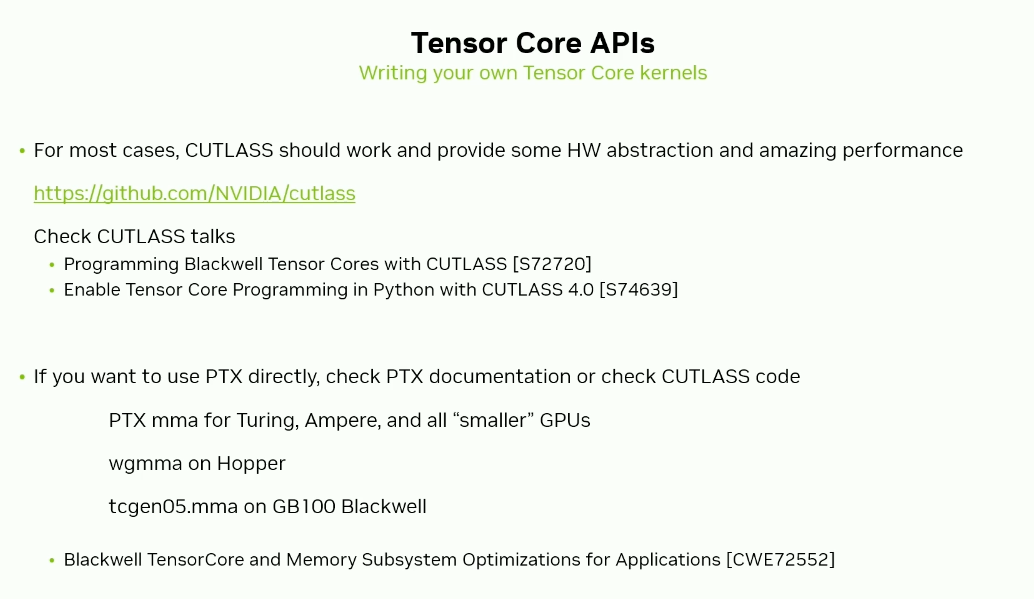 Tensor Core APIs
Writing your own Tensor Core kernels
• For most cases, CUTLASS should work and provide some HW abstraction and amazing performance
https://github.com/NVIDIA/cutlass
Check CUTLASS talks
• Programming Blackwell Tensor Cores with CUTLASS [S72720]
• Enable Tensor Core Programming in Python with CUTLASS 4.0 [S74639]
• If you want to use PTX directly, check PTX documentation or check CUTLASS code
PTX mma for Turing, Ampere, and all “smaller” GPUs
wgmma on Hopper
tcgen05.mma on GB100 Blackwell
• Blackwell TensorCore and Memory Subsystem Optimizations for Applications [CWE72552]